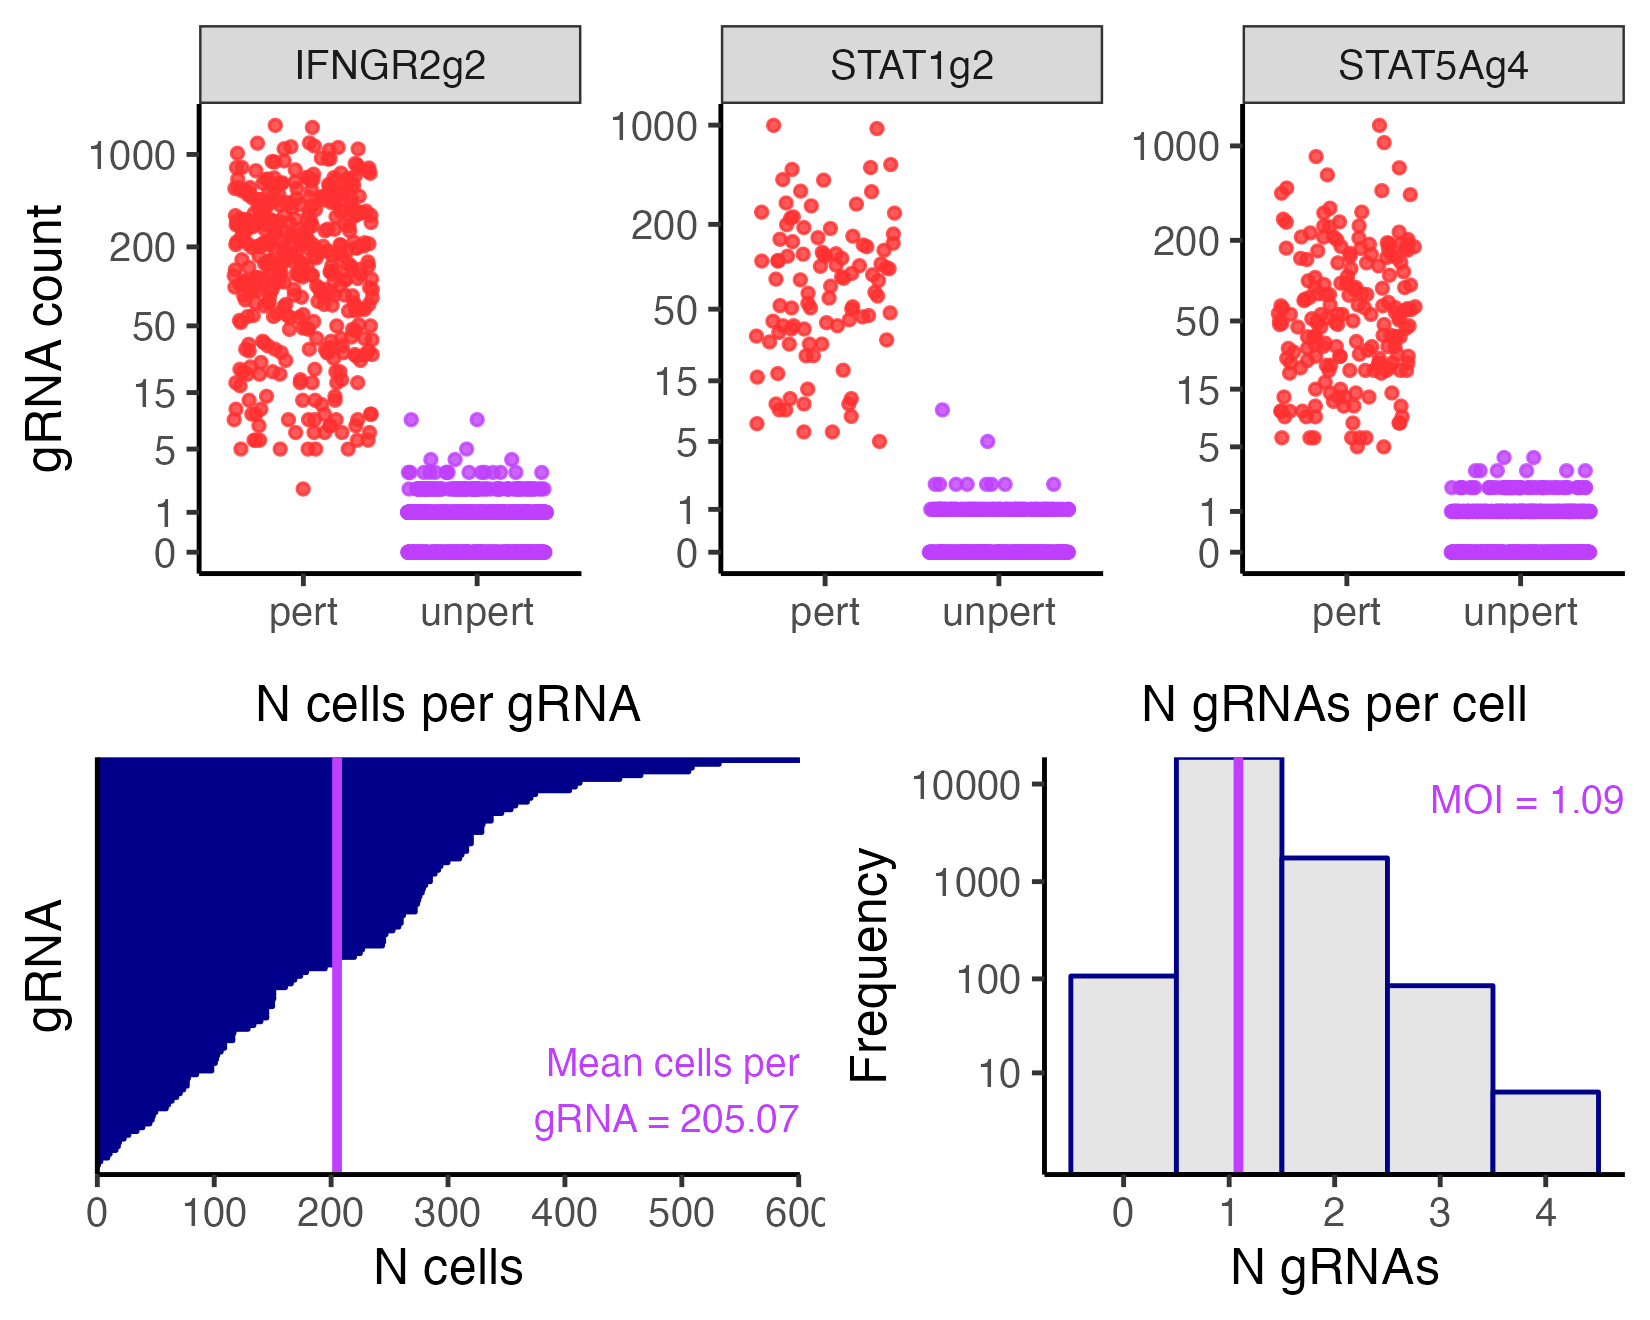 IFNGR2g2 STAT1g2 STAT5Ag4
gRNA count
1000
200
50
15
5
1
0
1000
200
50
15
5
1
0
1000
200
50
15
5
1
0
pert unpert pert unpert pert unpert
N cells per gRNA
gRNA
Mean cells per
gRNA = 205.07
0 100 200 300 400 500 600
N cells
N gRNAs per cell
Frequency
10000
1000
100
10
MOI = 1.09
0 1 2 3 4
N gRNAs